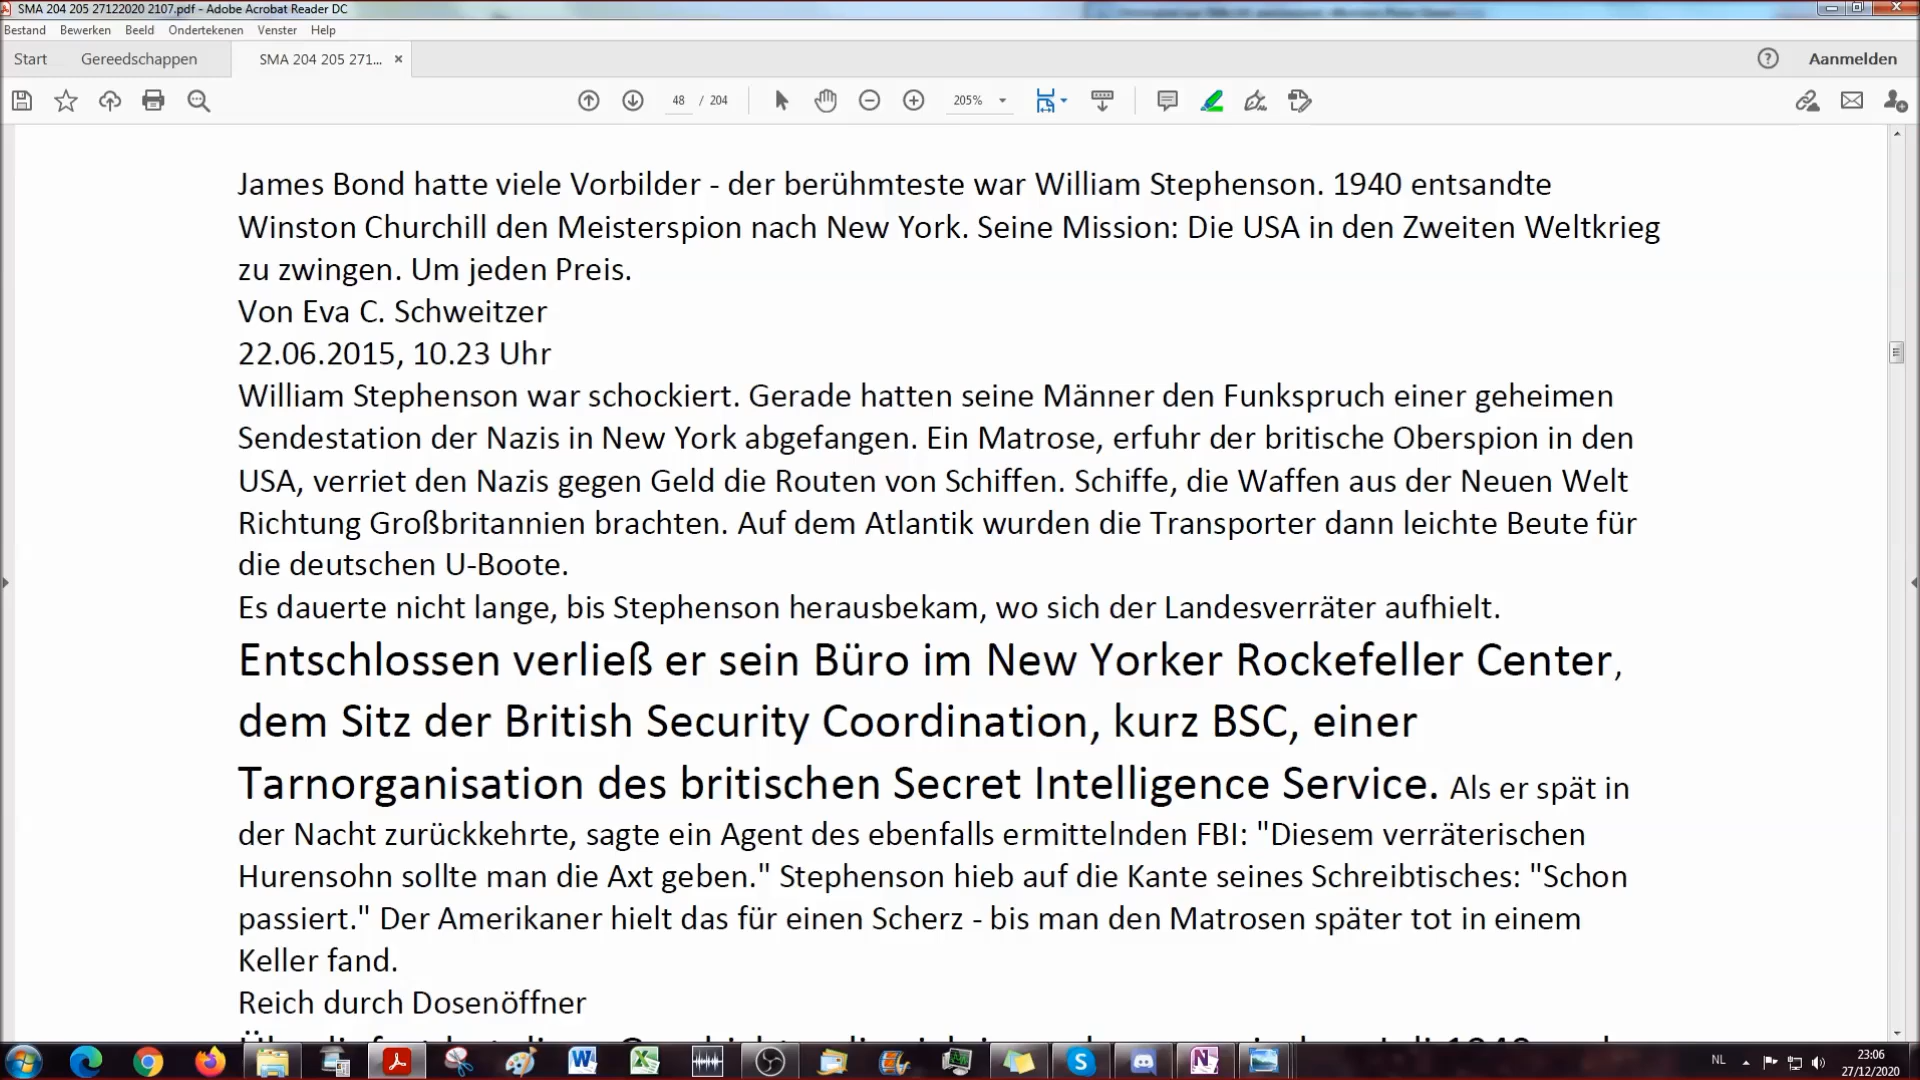 SMA 204 205 27122020 2107.pdf - Adobe Acrobat Reader DC
Bestand Bewerken Beeld Ondertekenen Venster Help
Start Gereedschappen SMA 204 205 271... × Aanmelden
48 / 204 205%
James Bond hatte viele Vorbilder - der berühmteste war William Stephenson. 1940 entsandte
Winston Churchill den Meisterspion nach New York. Seine Mission: Die USA in den Zweiten Weltkrieg
zu zwingen. Um jeden Preis.
Von Eva C. Schweitzer
22.06.2015, 10.23 Uhr
William Stephenson war schockiert. Gerade hatten seine Männer den Funkspruch einer geheimen
Sendestation der Nazis in New York abgefangen. Ein Matrose, erfuhr der britische Oberspion in den
USA, verriet den Nazis gegen Geld die Routen von Schiffen. Schiffe, die Waffen aus der Neuen Welt
Richtung Großbritannien brachten. Auf dem Atlantik wurden die Transporter dann leichte Beute für
die deutschen U-Boote.
Es dauerte nicht lange, bis Stephenson herausbekam, wo sich der Landesverräter aufhielt.
Entschlossen verließ er sein Büro im New Yorker Rockefeller Center,
dem Sitz der British Security Coordination, kurz BSC, einer
Tarnorganisation des britischen Secret Intelligence Service. Als er spät in
der Nacht zurückkehrte, sagte ein Agent des ebenfalls ermittelnden FBI: "Diesem verräterischen
Hurensohn sollte man die Axt geben." Stephenson hieb auf die Kante seines Schreibtisches: "Schon
passiert." Der Amerikaner hielt das für einen Scherz - bis man den Matrosen später tot in einem
Keller fand.
Reich durch Dosenöffner
NL 23:06
27/12/2020